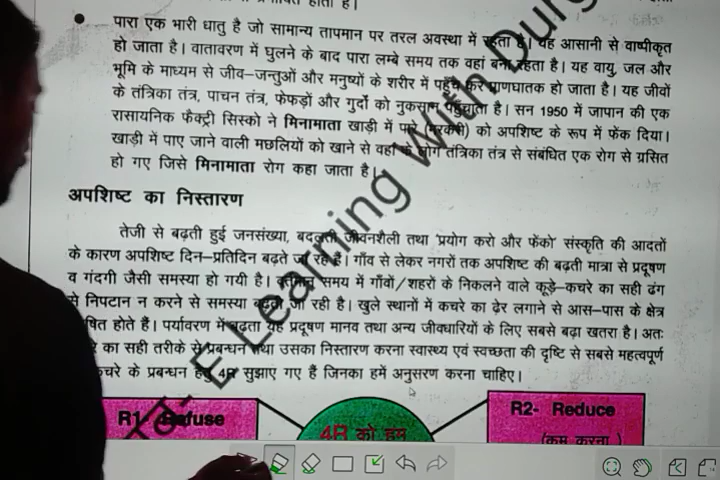 पारा एक भारी धातु है जो सामान्य तापमान पर तरल अवस्था में रहता है। यह आसानी से वाष्पीकृत
हो जाता है। वातावरण में घुलने के बाद पारा लम्बे समय तक वहां बना रहता है। यह वायु, जल और
भूमि के माध्यम से जीव-जन्तुओं और मनुष्यों के शरीर में पहुँच कर प्राणघातक हो जाता है। यह जीवों
के तंत्रिका तंत्र, पाचन तंत्र, फेफड़ों और गुर्दो को नुकसान पहुँचाता है। सन 1950 में जापान की एक
रासायनिक फैक्ट्री सिस्को ने मिनामाता खाड़ी में पारे (मरकरी) को अपशिष्ट के रूप में फेंक दिया।
खाड़ी में पाए जाने वाली मछलियों को खाने से वहाँ के लोग तंत्रिका तंत्र से संबंधित एक रोग से ग्रसित
हो गए जिसे मिनामाता रोग कहा जाता है।
अपशिष्ट का निस्तारण
तेजी से बढ़ती हुई जनसंख्या, बदलती जीवनशैली तथा 'प्रयोग करो और फेंको' संस्कृति की आदतों
के कारण अपशिष्ट दिन-प्रतिदिन बढ़ते जा रहे हैं। गाँव से लेकर नगरों तक अपशिष्ट की बढ़ती मात्रा से प्रदूषण
व गंदगी जैसी समस्या हो गयी है। वर्तमान समय में गाँवों/शहरों के निकलने वाले कूड़े-कचरे का सही ढंग
से निपटान न करने से समस्या बढ़ती जा रही है। खुले स्थानों में कचरे का ढ़ेर लगाने से आस-पास के क्षेत्र
षित होते हैं। पर्यावरण में बढ़ता यह प्रदूषण मानव तथा अन्य जीवधारियों के लिए सबसे बढ़ा खतरा है। अतः
का सही तरीके से प्रबन्धन तथा उसका निस्तारण करना स्वास्थ्य एवं स्वच्छता की दृष्टि से सबसे महत्वपूर्ण
कचरे के प्रबन्धन हेतु 4R सुझाए गए हैं जिनका हमें अनुसरण करना चाहिए।
R1- Refuse
4R को हम
R2- Reduce
(कम करना)
E Learning With Durg